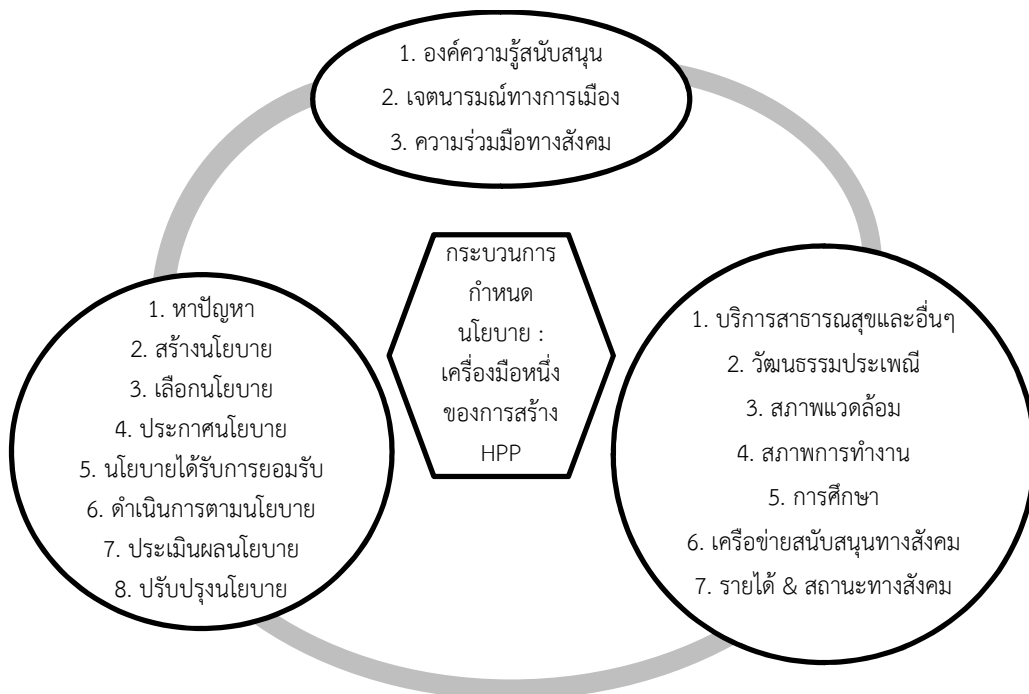 1. องค์ความรู้สนับสนุน
2. เจตนารมณ์ทางการเมือง
3. ความร่วมมือทางสังคม
กระบวนการ
กำหนด
นโยบาย :
เครื่องมือหนึ่ง
ของการสร้าง
HPP
1. หาปัญหา
2. สร้างนโยบาย
3. เลือกนโยบาย
4. ประกาศนโยบาย
5. นโยบายได้รับการยอมรับ
6. ดำเนินการตามนโยบาย
7. ประเมินผลนโยบาย
8. ปรับปรุงนโยบาย
1. บริการสาธารณสุขและอื่นๆ
2. วัฒนธรรมประเพณี
3. สภาพแวดล้อม
4. สภาพการทำงาน
5. การศึกษา
6. เครือข่ายสนับสนุนทางสังคม
7. รายได้ & สถานะทางสังคม